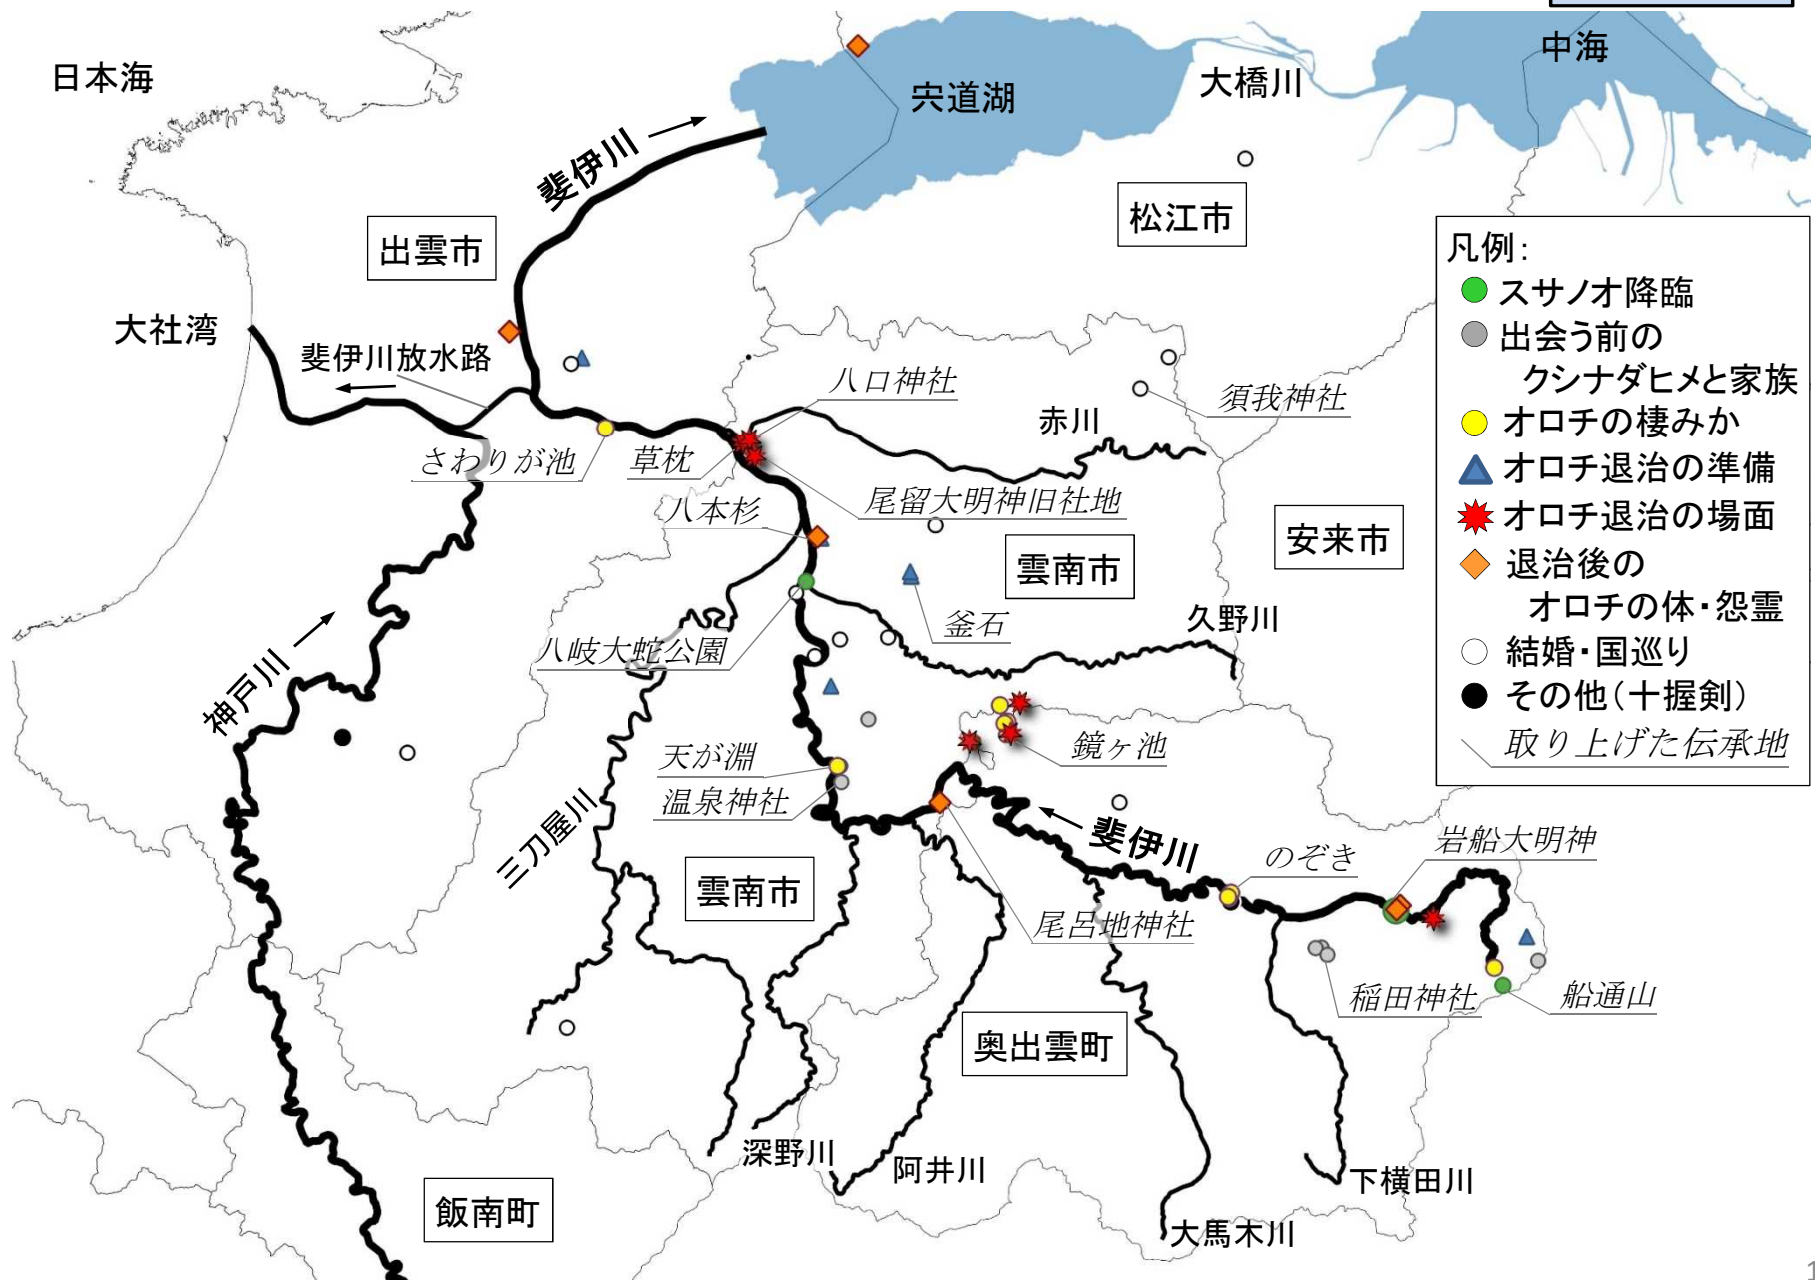 日本海
中海
大橋川
宍道湖
斐伊川
松江市
出雲市
大社湾
斐伊川放水路
八口神社
須我神社
赤川
さわりが池
草枕
尾留大明神旧社地
八本杉
雲南市
安来市
釜石
久野川
八岐大蛇公園
神戸川
天が淵
鏡ヶ池
温泉神社
三刀屋川
斐伊川
のぞき
岩船大明神
雲南市
尾呂地神社
稲田神社
船通山
奥出雲町
深野川
阿井川
下横田川
飯南町
大馬木川
凡例:
スサノオ降臨
出会う前の
クシナダヒメと家族
オロチの棲みか
オロチ退治の準備
オロチ退治の場面
退治後の
オロチの体・怨霊
結婚・国巡り
その他(十握剣)
取り上げた伝承地